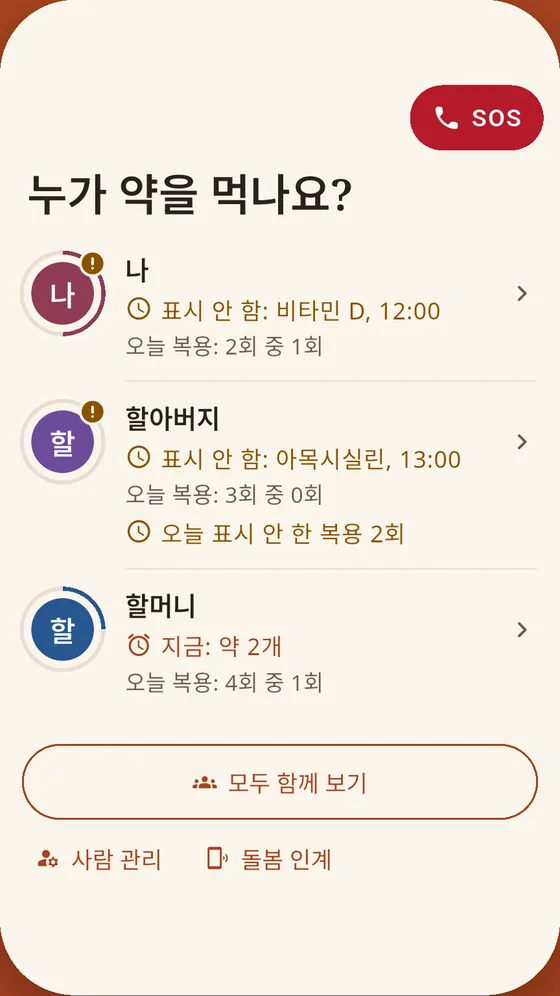 SOS
누가 약을 먹나요?
나
!
나
표시 안 함: 비타민 D, 12:00
오늘 복용: 2회 중 1회
할
!
할아버지
표시 안 함: 아목시실린, 13:00
오늘 복용: 3회 중 0회
오늘 표시 안 한 복용 2회
할
할머니
지금: 약 2개
오늘 복용: 4회 중 1회
모두 함께 보기
사람 관리
돌봄 인계